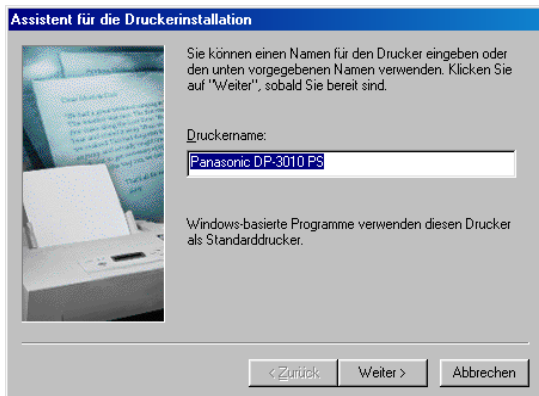 Assistent für die Druckerinstallation
Sie können einen Namen für den Drucker eingeben oder
den unten vorgegebenen Namen verwenden. Klicken Sie
auf "Weiter", sobald Sie bereit sind.
Druckername:
Panasonic DP-3010 PS
Windows-basierte Programme verwenden diesen Drucker
als Standarddrucker.
< Zurück
Weiter >
Abbrechen